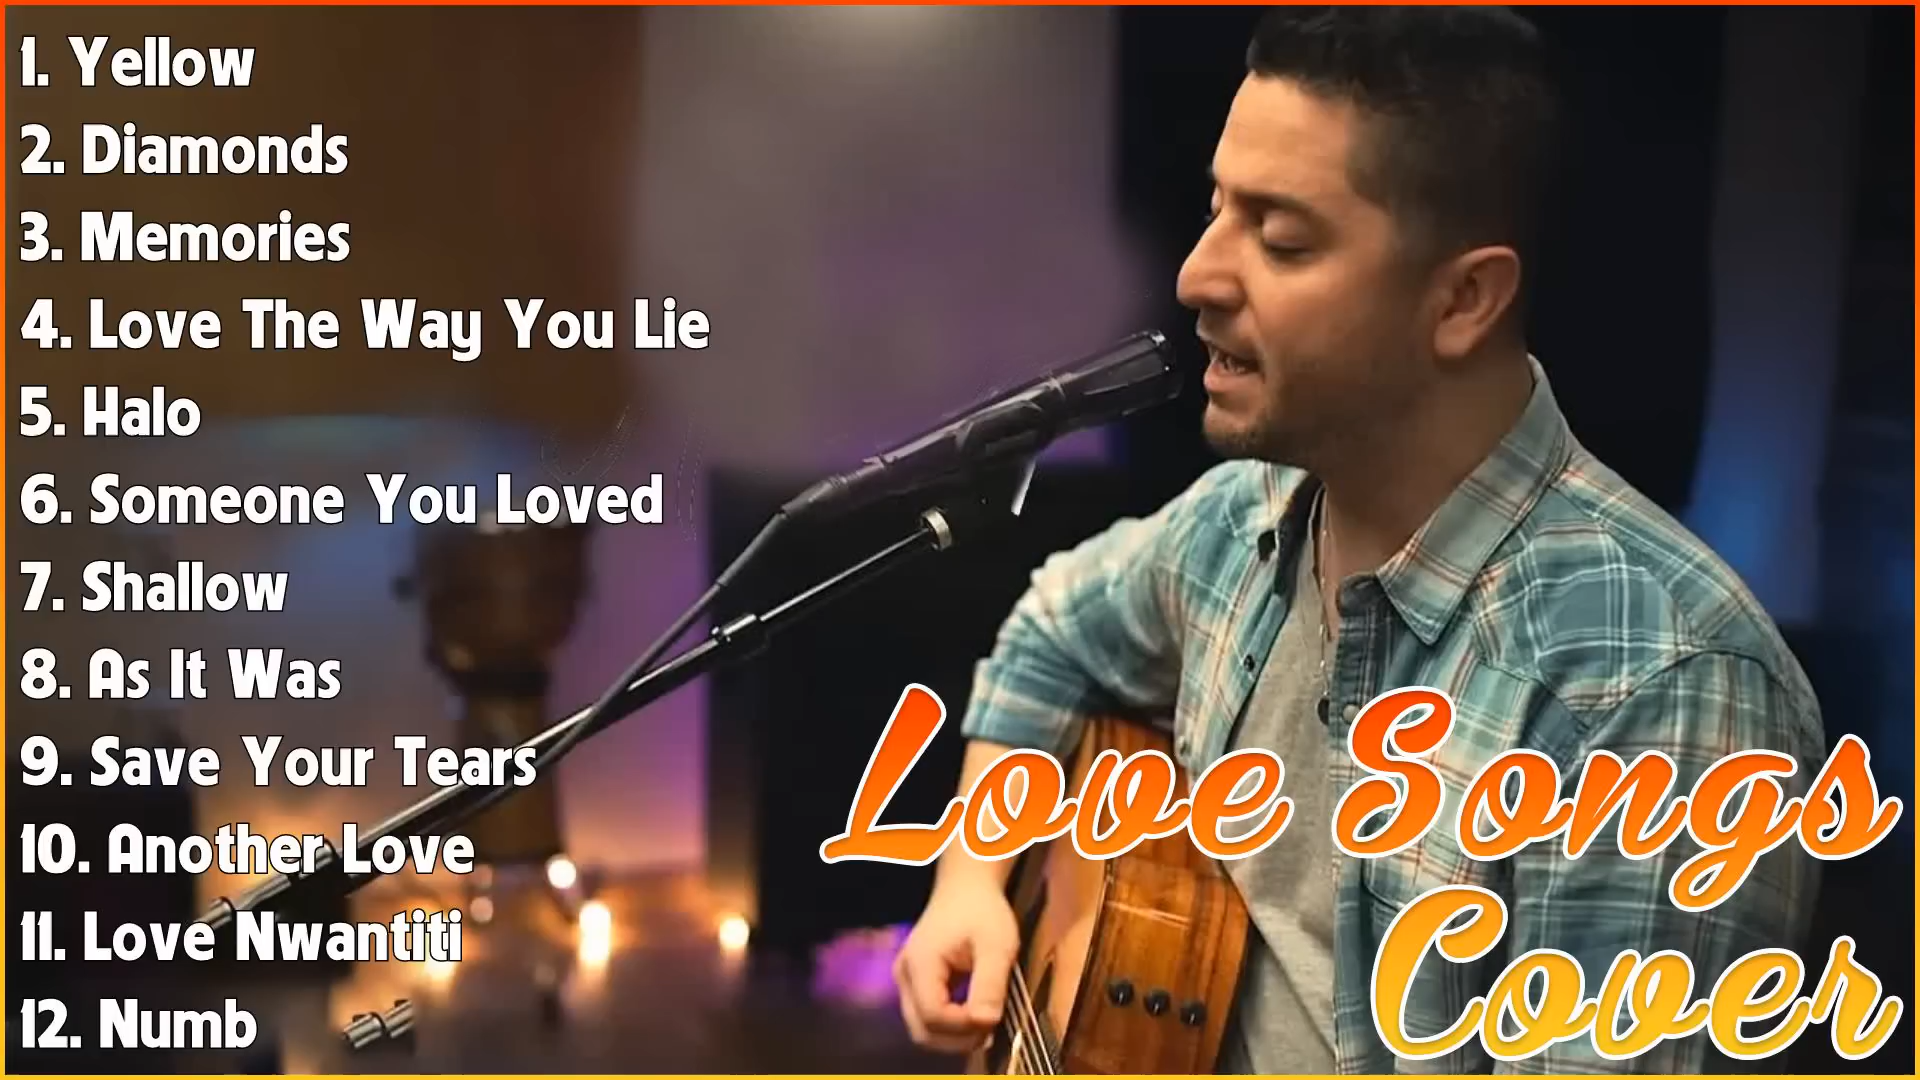 1. Yellow
2. Diamonds
3. Memories
4. Love The Way You Lie
5. Halo
6. Someone You Loved
7. Shallow
8. As It Was
9. Save Your Tears
10. Another Love
11. Love Nwantiti
12. Numb
Love Songs
Cover